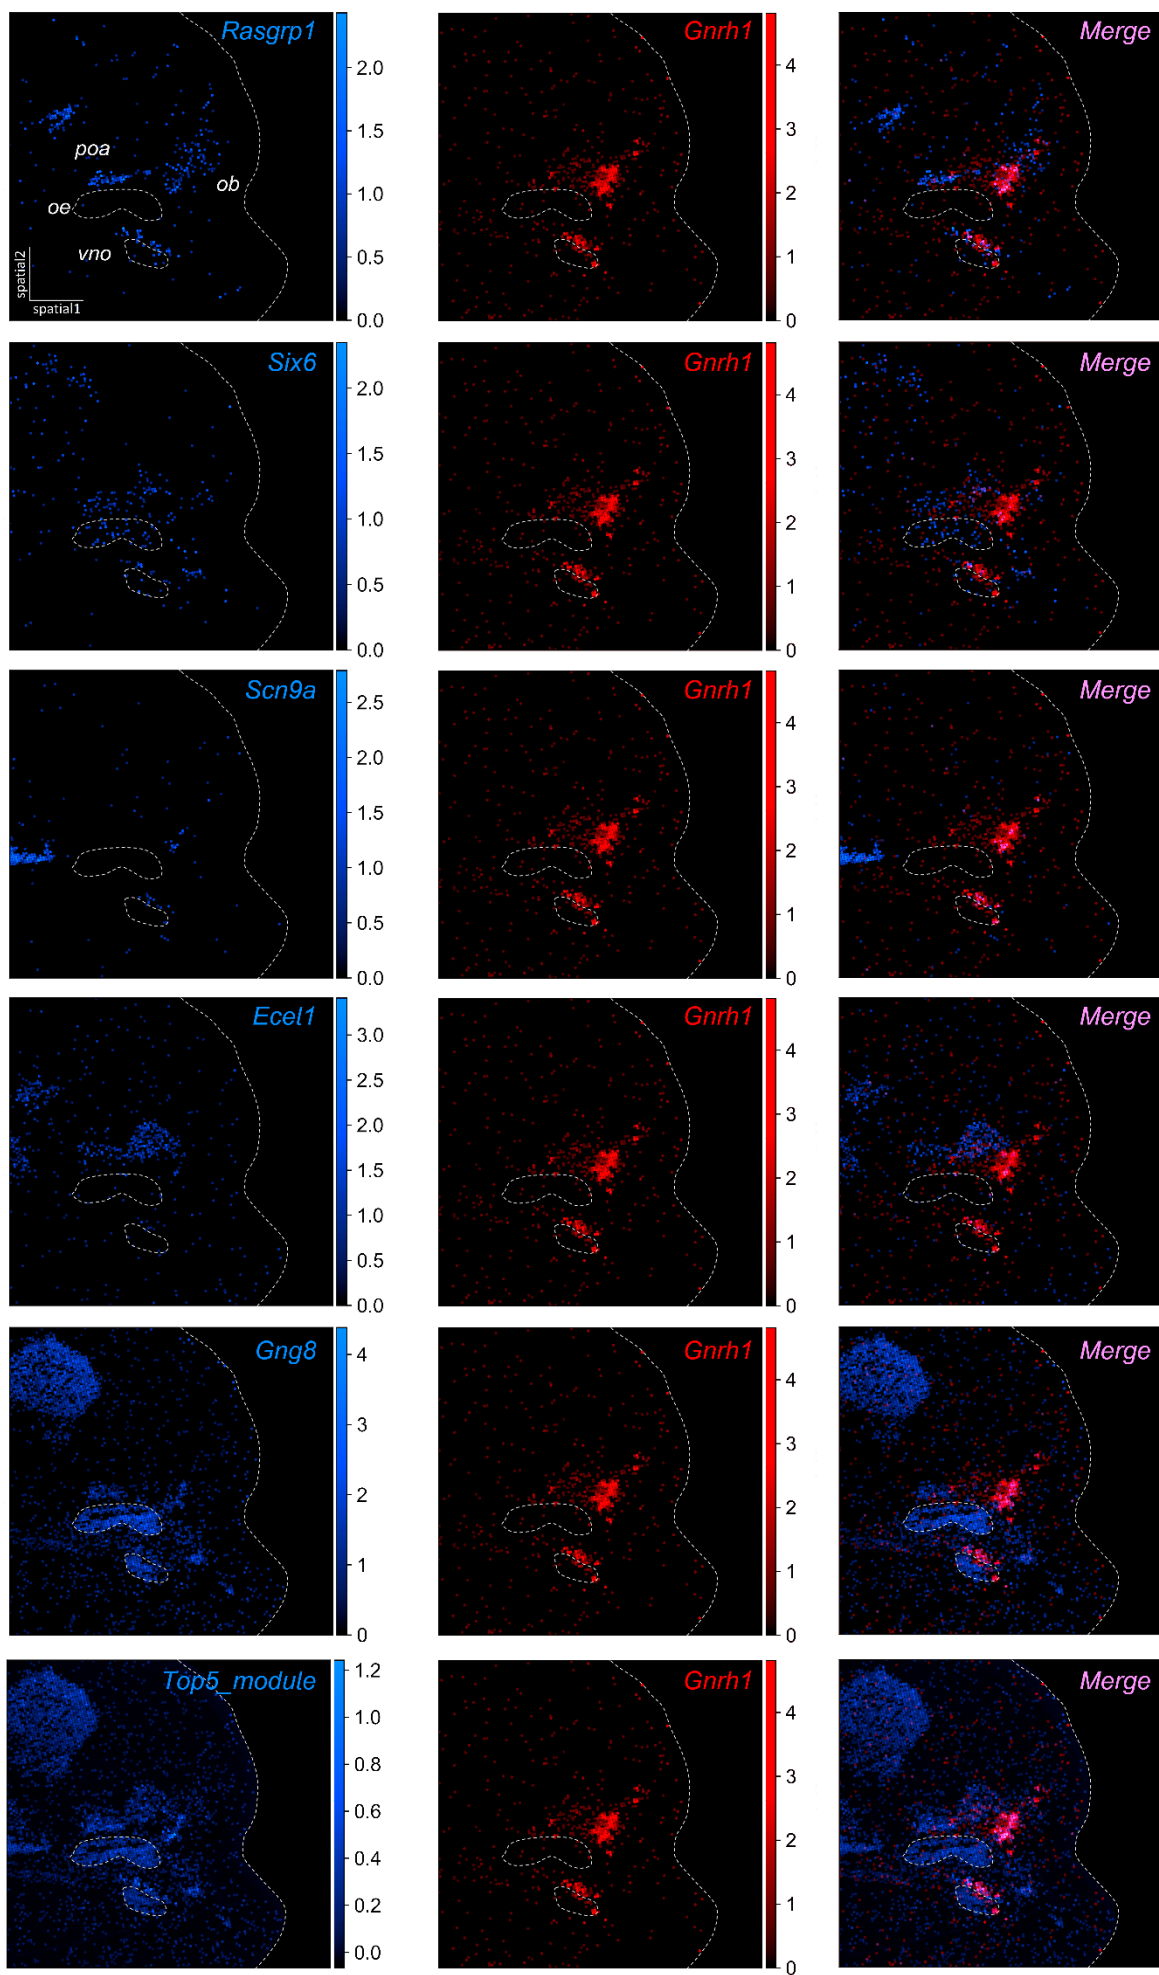 Rasgrp1
2.0
1.5
1.0
0.5
0.0
poa
ob
oe
vno
spatial2
spatial1
Gnrh1
4
3
2
1
0
Merge
Six6
2.0
1.5
1.0
0.5
0.0
Gnrh1
4
3
2
1
0
Merge
Scn9a
2.5
2.0
1.5
1.0
0.5
0.0
Gnrh1
4
3
2
1
0
Merge
Ecel1
3.0
2.5
2.0
1.5
1.0
0.5
0.0
Gnrh1
4
3
2
1
0
Merge
Gng8
4
3
2
1
0
Gnrh1
4
3
2
1
0
Merge
Top5_module
1.2
1.0
0.8
0.6
0.4
0.2
0.0
Gnrh1
4
3
2
1
0
Merge